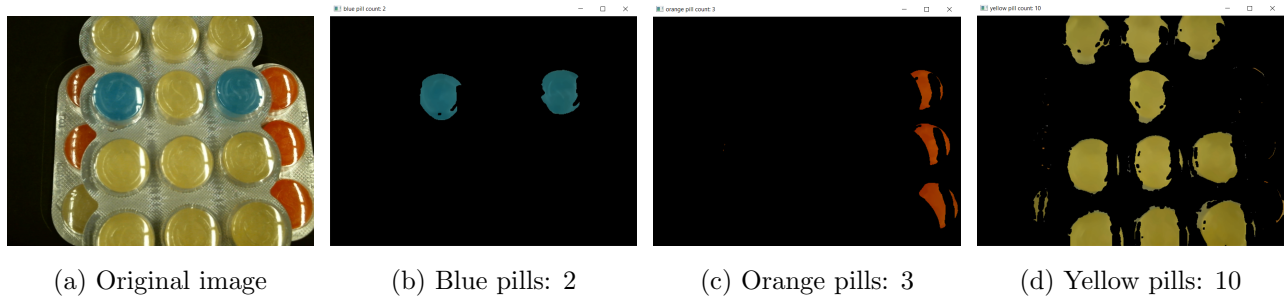 blue pill count: 2
orange pill count: 3
yellow pill count: 10
(a) Original image
(b) Blue pills: 2
(c) Orange pills: 3
(d) Yellow pills: 10